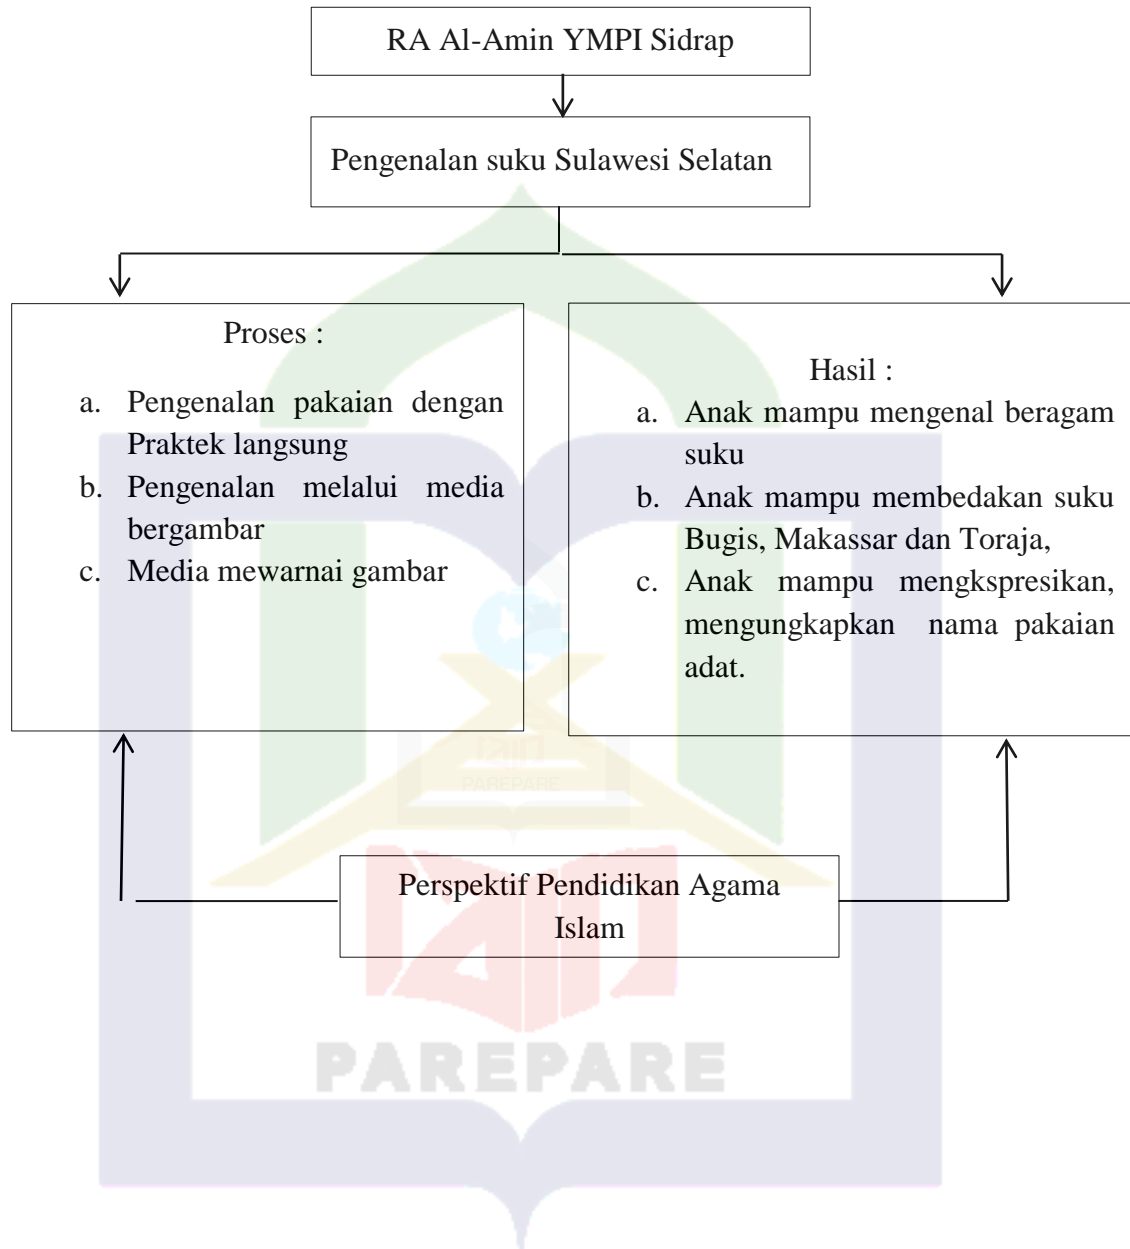 RA Al-Amin YMPI Sidrap
Pengenalan suku Sulawesi Selatan
Proses :
a. Pengenalan pakaian dengan
Praktek langsung
b. Pengenalan melalui media
bergambar
c. Media mewarnai gambar
Hasil :
a. Anak mampu mengenal beragam
suku
b. Anak mampu membedakan suku
Bugis, Makassar dan Toraja,
c. Anak mampu mengkspresikan,
mengungkapkan nama pakaian
adat.
PAREPARE
Perspektif Pendidikan Agama
Islam
PAREPARE